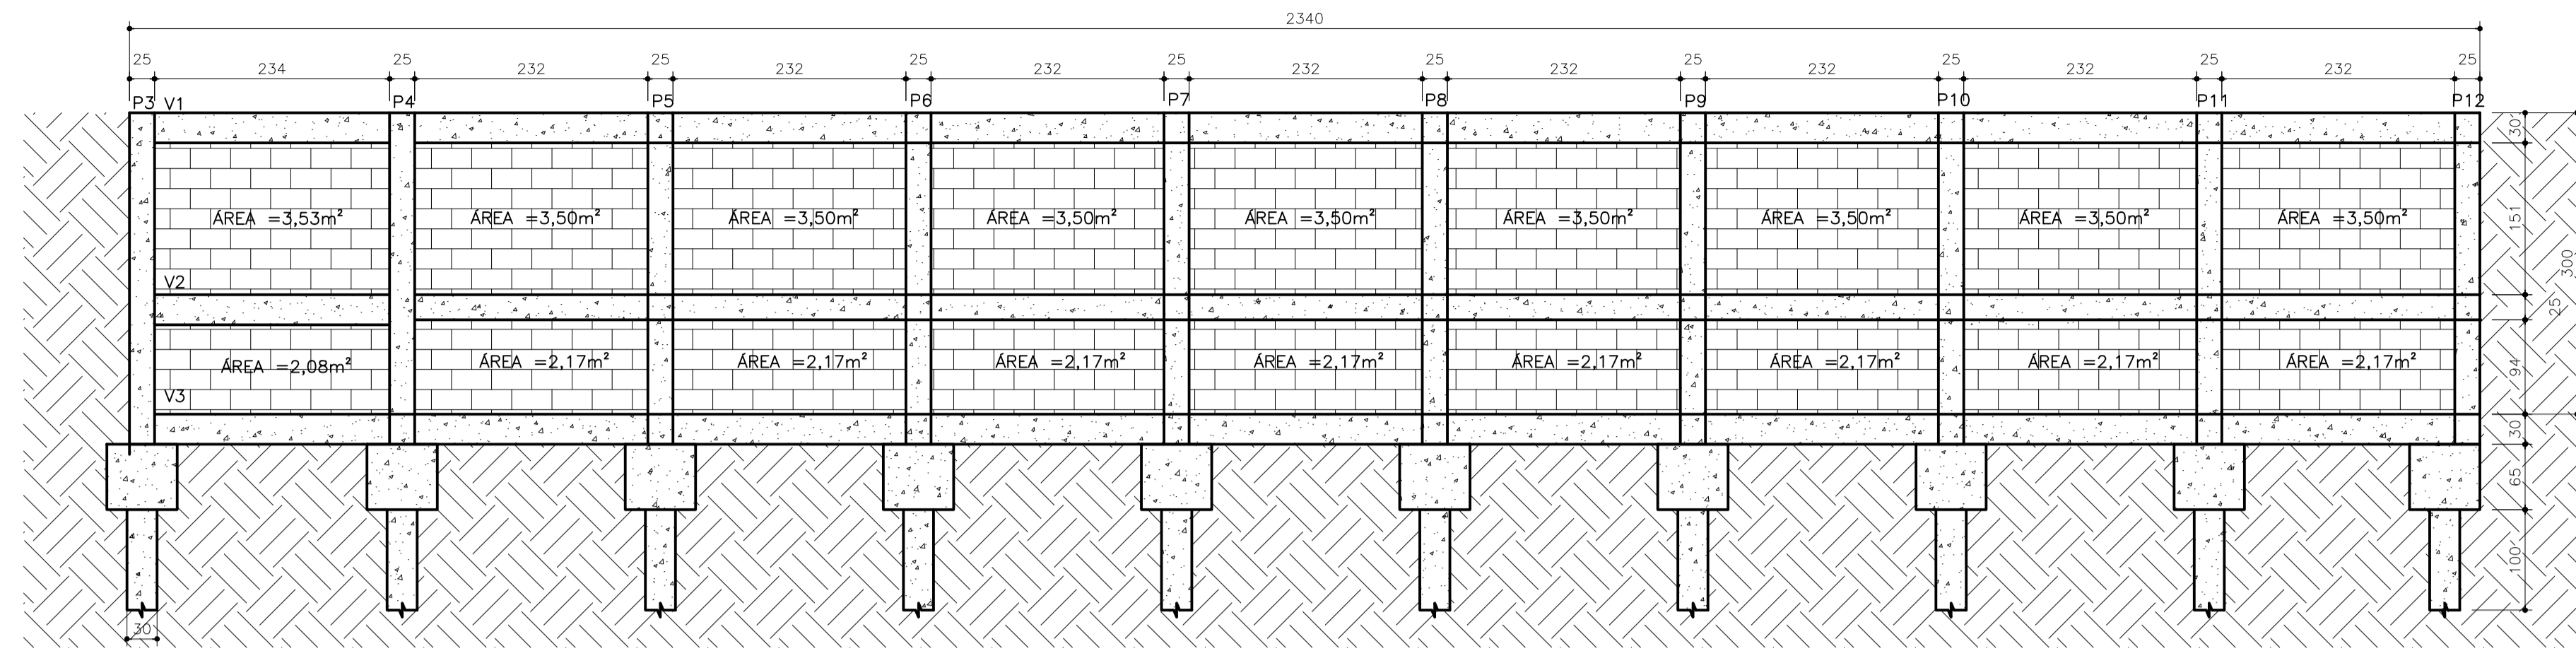 2340
25 25 25 25 25 25 25 25 25 25
234 232 232 232 232 232 232 232 232
P3 V1 P4 P5 P6 P7 P8 P9 P10 P11 P12
30
ÁREA =3,53m² ÁREA =3,50m² ÁREA =3,50m² ÁREA =3,50m² ÁREA =3,50m² ÁREA =3,50m² ÁREA =3,50m² ÁREA =3,50m² ÁREA =3,50m²
151
300
V2
25
ÁREA =2,08m² ÁREA =2,17m² ÁREA =2,17m² ÁREA =2,17m² ÁREA =2,17m² ÁREA =2,17m² ÁREA =2,17m² ÁREA =2,17m² ÁREA =2,17m²
94
V3
30
65
100
30